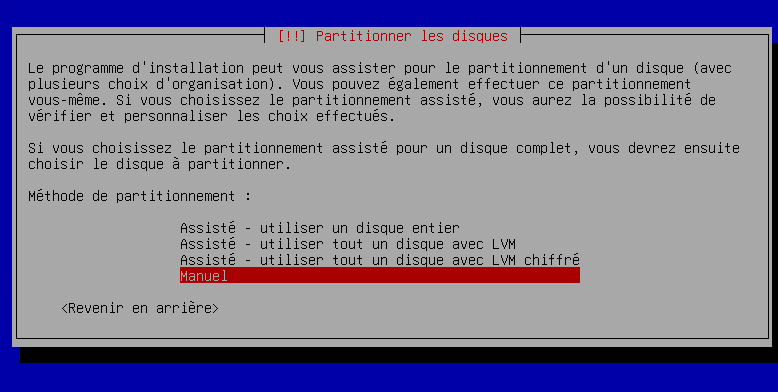 [!!] Partitionner les disques
Le programme d'installation peut vous assister pour le partitionnement d'un disque (avec
plusieurs choix d'organisation). Vous pouvez également effectuer ce partitionnement
vous-même. Si vous choisissez le partitionnement assisté, vous aurez la possibilité de
vérifier et personnaliser les choix effectués.
Si vous choisissez le partitionnement assisté pour un disque complet, vous devrez ensuite
choisir le disque à partitionner.
Méthode de partitionnement :
Assisté - utiliser un disque entier
Assisté - utiliser tout un disque avec LVM
Assisté - utiliser tout un disque avec LVM chiffré
Manuel
<Revenir en arrière>